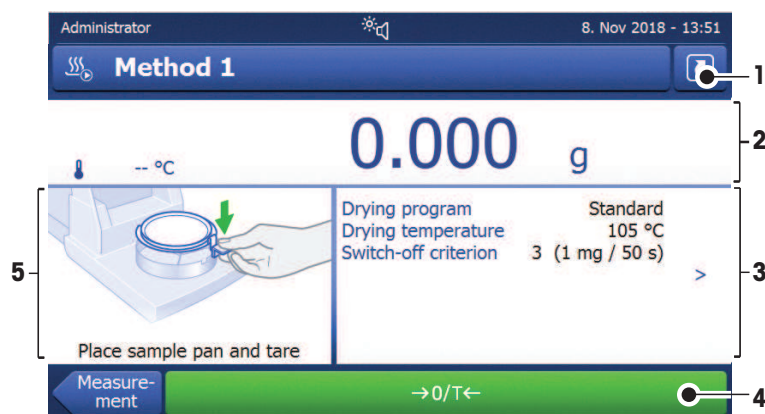 Administrator 8. Nov 2018 - 13:51
Method 1
1
0.000 g
2
-- °C
Drying program Standard
Drying temperature 105 °C
Switch-off criterion 3 (1 mg / 50 s)
>
3
5
Place sample pan and tare
Measure-
ment
→0/T←
4